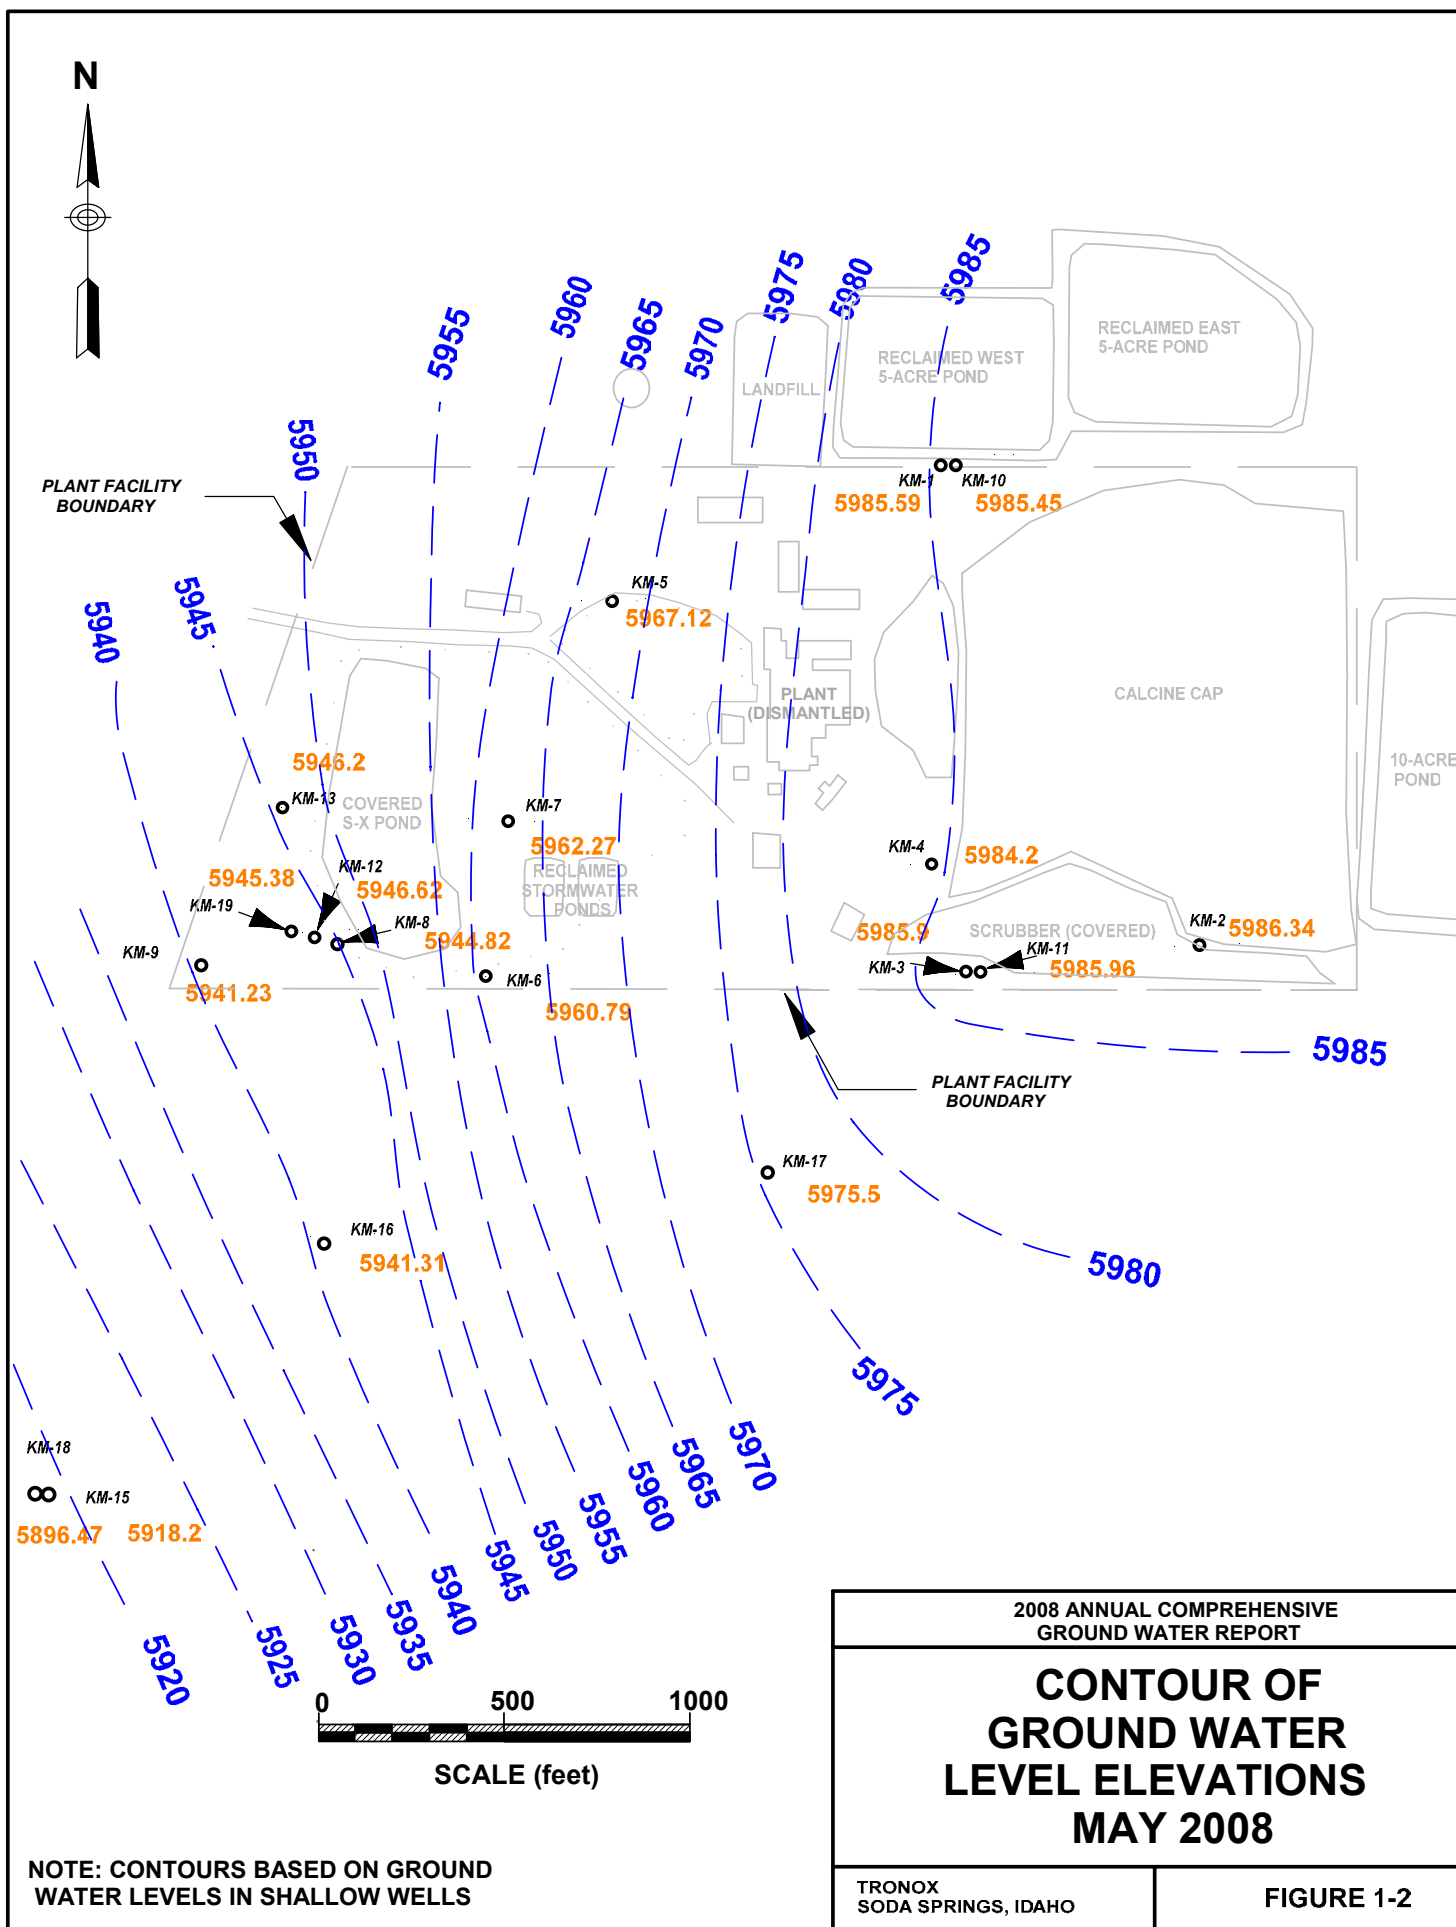 N
5985
5975
5980
5960
5965
5955
5970
RECLAIMED EAST
5-ACRE POND
RECLAIMED WEST
5-ACRE POND
LANDFILL
5950
PLANT FACILITY
BOUNDARY
KM-1
KM-10
5985.59
5985.45
5945
5940
KM-5
5967.12
PLANT
(DISMANTLED)
CALCINE CAP
10-ACRE
POND
5946.2
KM-13
COVERED
S-X POND
KM-7
5962.27
KM-4
5984.2
RECLAIMED
STORMWATER
PONDS
KM-12
5945.38
5946.62
KM-19
KM-8
5944.82
5985.9
SCRUBBER (COVERED)
KM-2
5986.34
KM-9
KM-3
KM-11
5985.96
KM-6
5941.23
5960.79
5985
PLANT FACILITY
BOUNDARY
KM-17
5975.5
KM-16
5941.31
5980
5975
KM-18
KM-15
5896.47
5918.2
5970
5965
5960
5955
5950
5945
5940
5935
5930
5925
5920
0
500
1000
SCALE (feet)
NOTE: CONTOURS BASED ON GROUND
WATER LEVELS IN SHALLOW WELLS
2008 ANNUAL COMPREHENSIVE
GROUND WATER REPORT
CONTOUR OF
GROUND WATER
LEVEL ELEVATIONS
MAY 2008
TRONOX
SODA SPRINGS, IDAHO
FIGURE 1-2